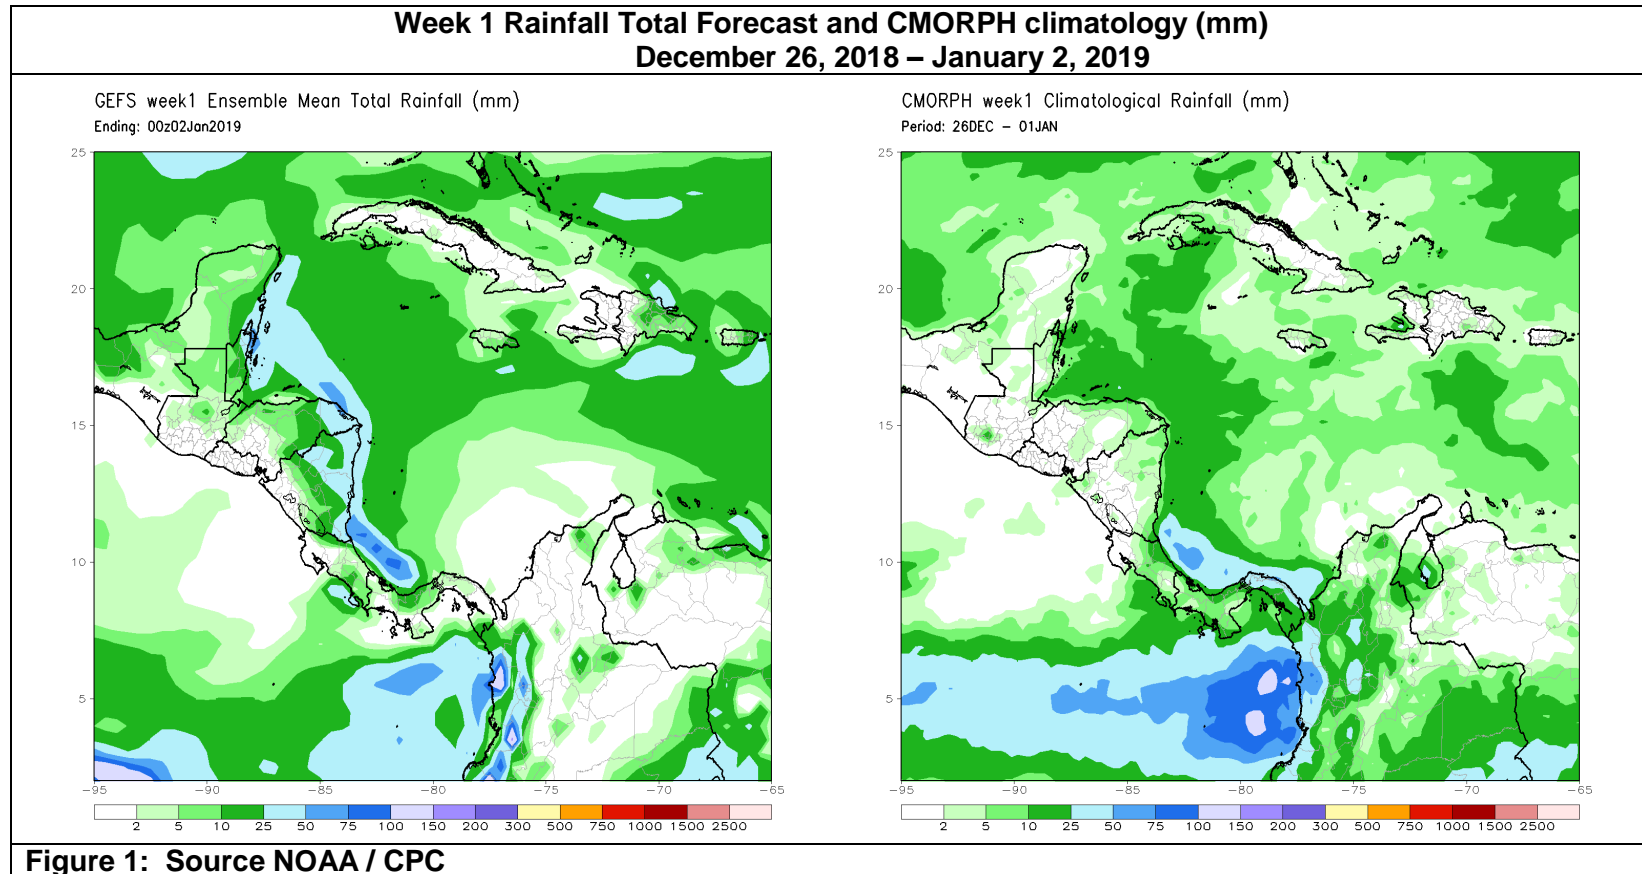 Week 1 Rainfall Total Forecast and CMORPH climatology (mm)
December 26, 2018 – January 2, 2019
GEFS week1 Ensemble Mean Total Rainfall (mm)
Ending: 00z02Jan2019
25
20
15
10
5
-95 -90 -85 -80 -75 -70 -65
2 5 10 25 50 75 100 150 200 300 500 750 1000 1500 2500
CMORPH week1 Climatological Rainfall (mm)
Period: 26DEC - 01JAN
25
20
15
10
5
-95 -90 -85 -80 -75 -70 -65
2 5 10 25 50 75 100 150 200 300 500 750 1000 1500 2500
Figure 1: Source NOAA / CPC